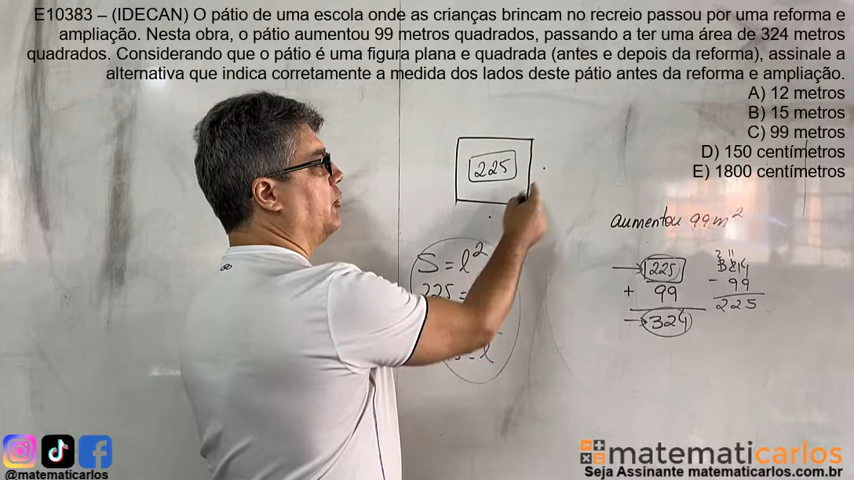 E10383 – (IDECAN) O pátio de uma escola onde as crianças brincam no recreio passou por uma reforma e
ampliação. Nesta obra, o pátio aumentou 99 metros quadrados, passando a ter uma área de 324 metros
quadrados. Considerando que o pátio é uma figura plana e quadrada (antes e depois da reforma), assinale a
alternativa que indica corretamente a medida dos lados deste pátio antes da reforma e ampliação.
A) 12 metros
B) 15 metros
C) 99 metros
D) 150 centímetros
E) 1800 centímetros
225
aumentou 99m²
S = l²
225 =
= l
225
+ 99
324
- 99
225
@matematicarlos
matematicarlos
Seja Assinante matematicarlos.com.br